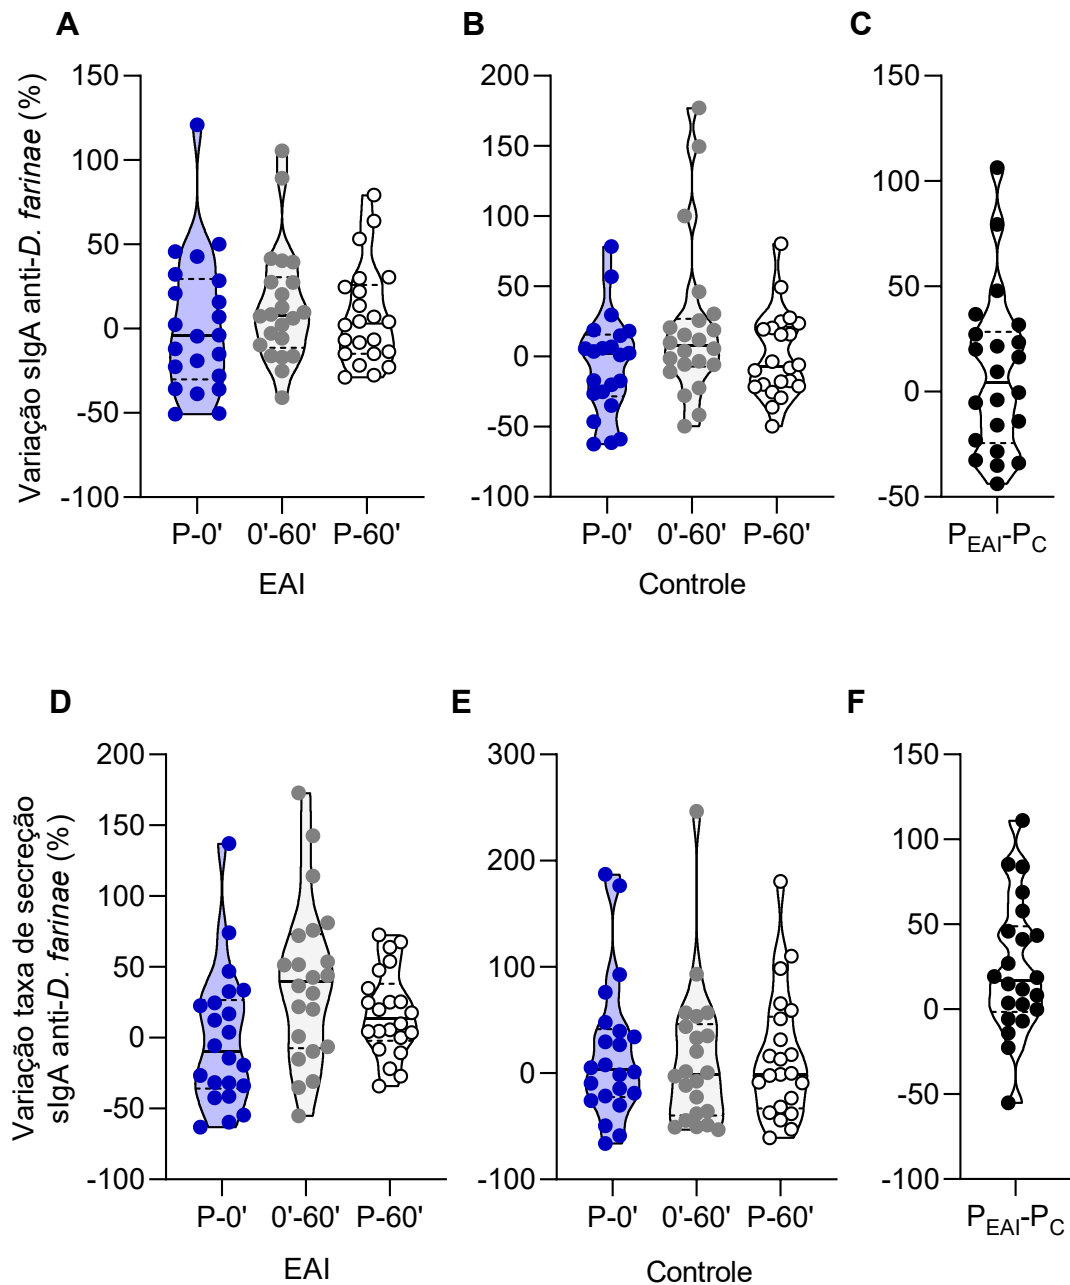 A
B
C
Variação sIgA anti-D. farinae (%)
150
100
50
0
-50
-100
P-0'
0'-60'
P-60'
EAI
200
150
100
50
0
-50
-100
P-0'
0'-60'
P-60'
Controle
150
100
50
0
-50
PEAI-PC
D
E
F
Variação taxa de secreção
sIgA anti-D. farinae (%)
200
150
100
50
0
-50
-100
P-0'
0'-60'
P-60'
EAI
300
200
100
0
-100
P-0'
0'-60'
P-60'
Controle
150
100
50
0
-50
-100
PEAI-PC